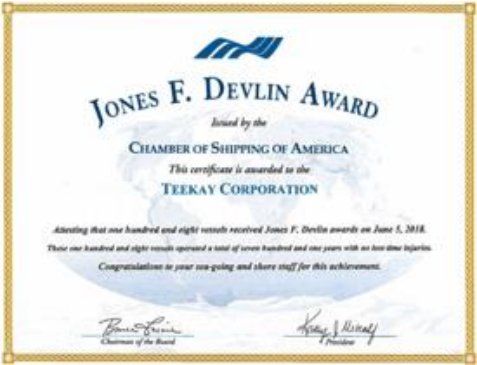 JONES F. DEVLIN AWARD
Issued by the
CHAMBER OF SHIPPING OF AMERICA
This certificate is awarded to the
TEEKAY CORPORATION
Attesting that one hundred and eight vessels received Jones F. Devlin awards on June 5, 2018.
These one hundred and eight vessels operated a total of seven hundred and one years with no lost-time injuries.
Congratulations to your sea-going and shore staff for this achievement.
Chairman of the Board
President